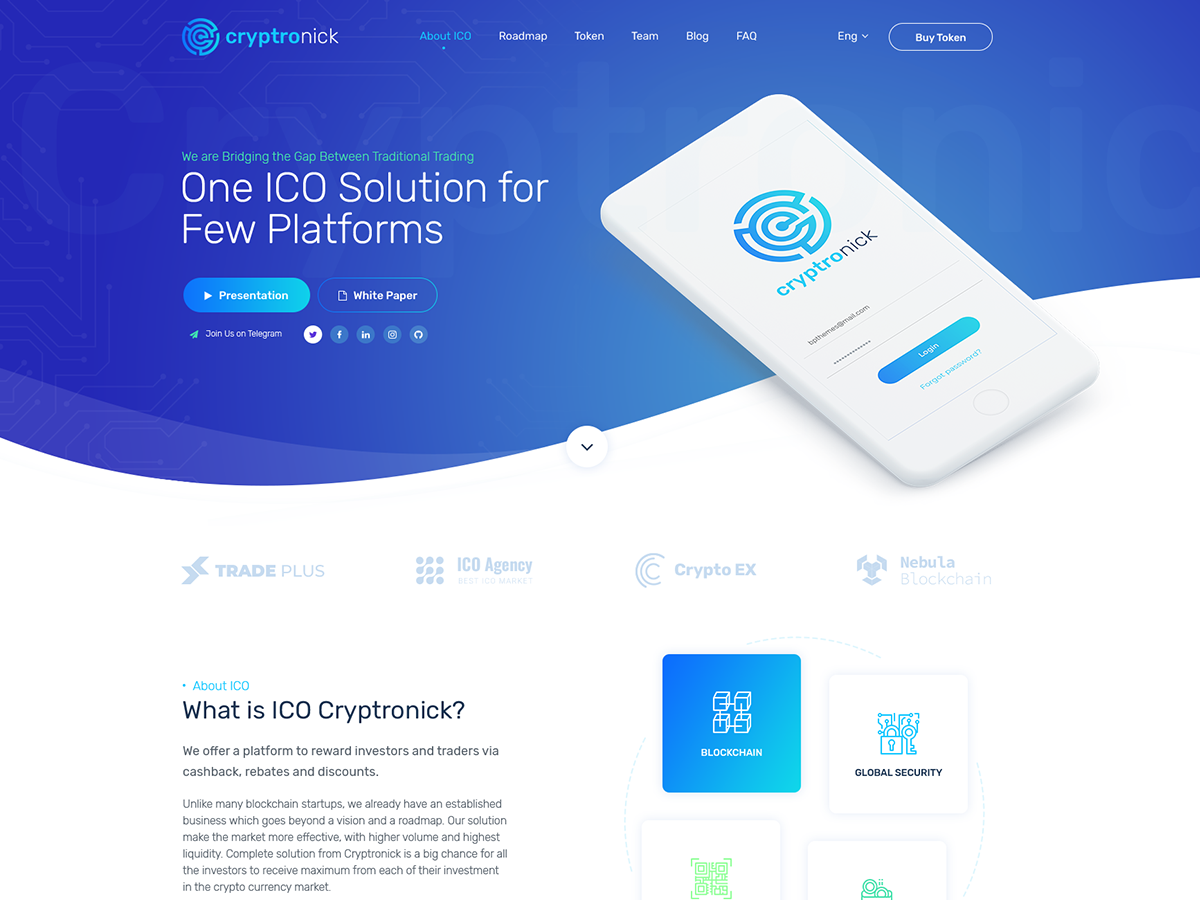 cryptronick
About ICO
Roadmap
Token
Team
Blog
FAQ
Eng
Buy Token
Cryptronic
We are Bridging the Gap Between Traditional Trading
One ICO Solution for
Few Platforms
Presentation
White Paper
Join Us on Telegram
cryptronick
bpthemes@mail.com
Login
Forgot password?
TRADE PLUS
ICO Agency
BEST ICO MARKET
Crypto EX
Nebula
Blockchain
About ICO
What is ICO Cryptronick?
We offer a platform to reward investors and traders via
cashback, rebates and discounts.
Unlike many blockchain startups, we already have an established
business which goes beyond a vision and a roadmap. Our solution
make the market more effective, with higher volume and highest
liquidity. Complete solution from Cryptronick is a big chance for all
the investors to receive maximum from each of their investment
in the crypto currency market.
BLOCKCHAIN
GLOBAL SECURITY